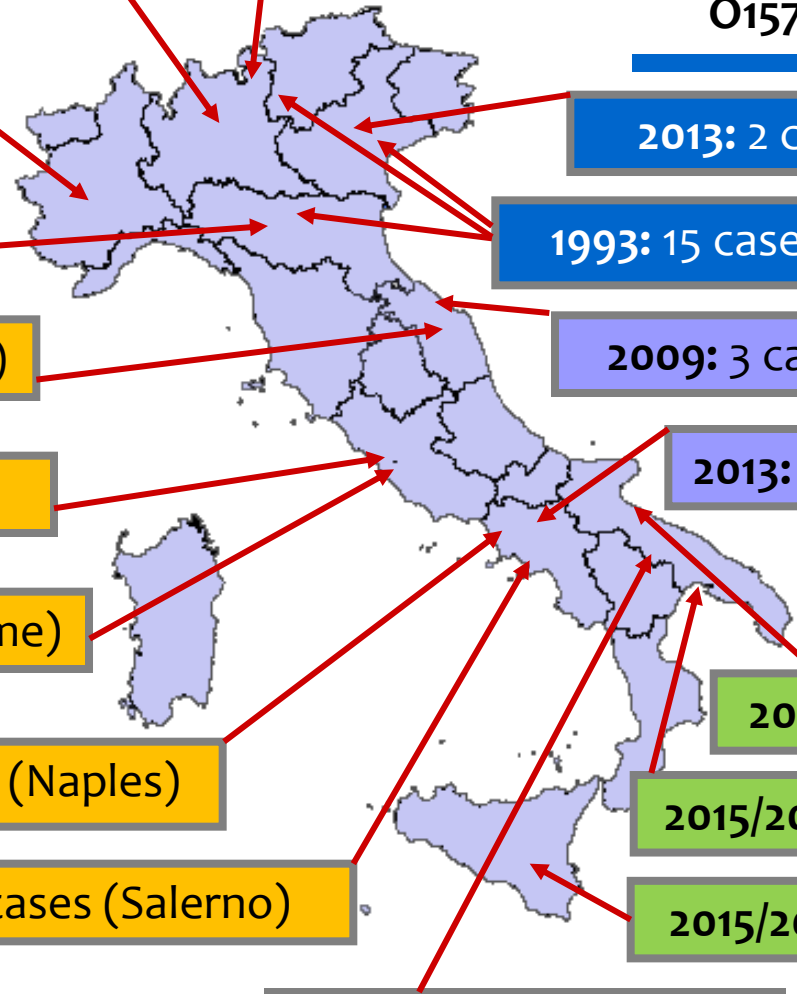 O157
2013: 2 c
1993: 15 case
)
2009: 3 ca
2013:
me)
20
(Naples)
2015/20
cases (Salerno)
2015/20